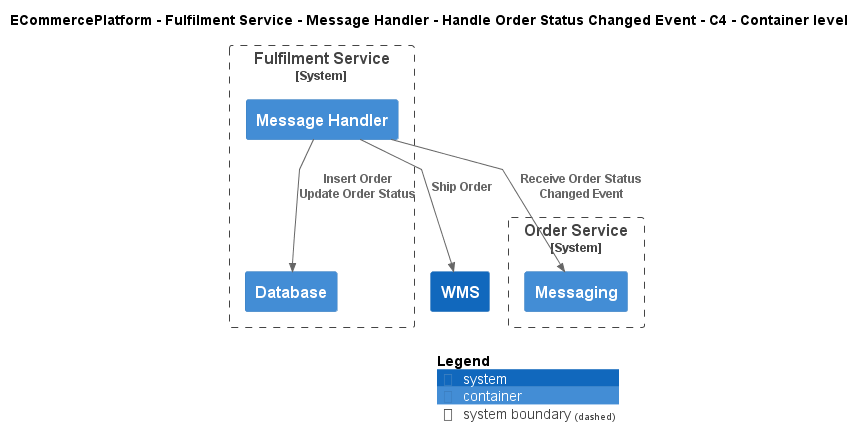 ECommercePlatform - Fulfilment Service - Message Handler - Handle Order Status Changed Event - C4 - Container level
Fulfilment Service
[System]
Message Handler
Insert Order
Update Order Status
Ship Order
Receive Order Status
Changed Event
Order Service
[System]
Database
WMS
Messaging
Legend
system
container
system boundary (dashed)